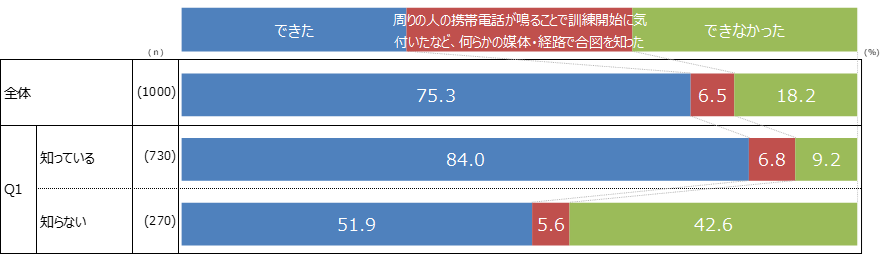 できた
周りの人の携帯電話が鳴ることで訓練開始に気
付いたなど、何らかの媒体・経路で合図を知った
できなかった
(n)
(%)
全体 (1000) 75.3 6.5 18.2
Q1
知っている (730) 84.0 6.8 9.2
知らない (270) 51.9 5.6 42.6